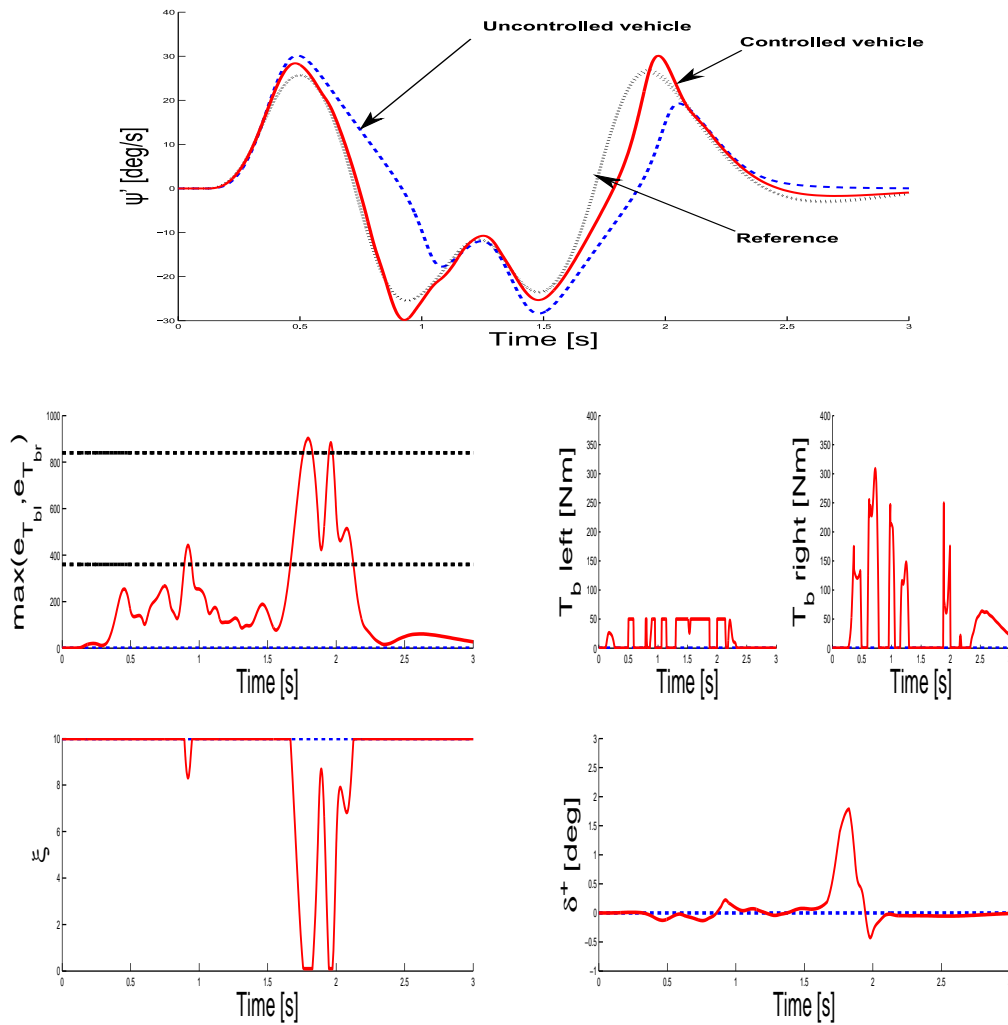 Uncontrolled vehicle
Controlled vehicle
Reference
ψ' [deg/s]
40
30
20
10
0
-10
-20
-30
0 0.5 1 1.5 2 2.5 3
Time [s]
max(e_T_bl, e_T_br)
1000
800
600
400
200
0
0 0.5 1 1.5 2 2.5 3
Time [s]
T_b left [Nm]
400
350
300
250
200
150
100
50
0
0 0.5 1 1.5 2 2.5 3
Time [s]
T_b right [Nm]
400
350
300
250
200
150
100
50
0
0 0.5 1 1.5 2 2.5
Time [s]
ξ
10
8
6
4
2
0
0 0.5 1 1.5 2 2.5 3
Time [s]
δ+ [deg]
3
2.5
2
1.5
1
0.5
0
-0.5
-1
0 0.5 1 1.5 2 2.5
Time [s]